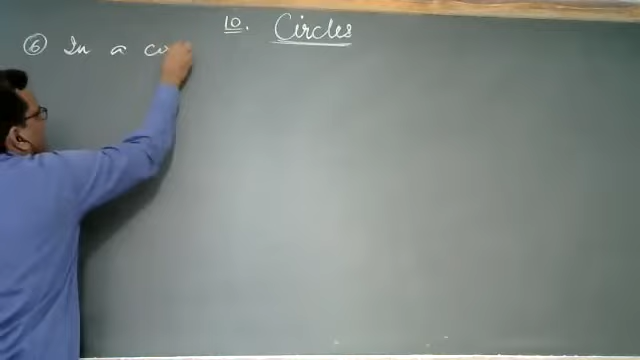 10. Circles
⑥ In a